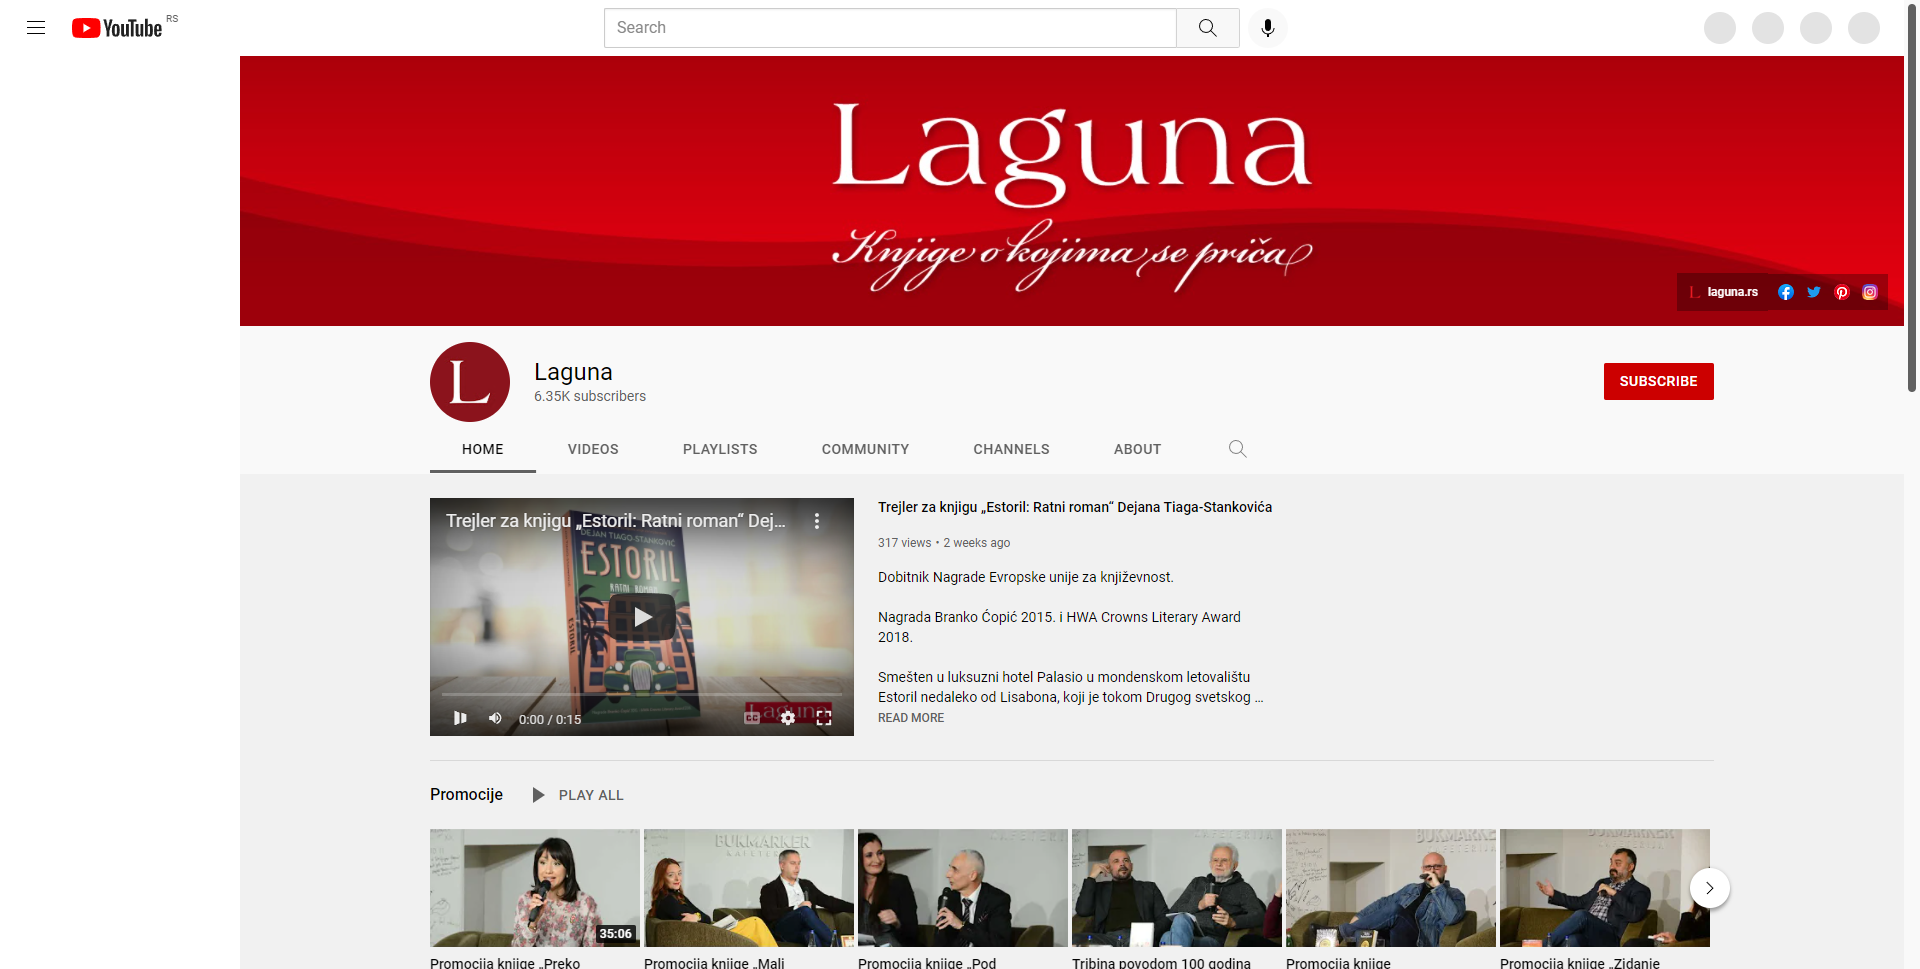 YouTube RS
Search
Laguna
Knjige o kojima se priča
L laguna.rs
L
Laguna
6.35K subscribers
SUBSCRIBE
HOME VIDEOS PLAYLISTS COMMUNITY CHANNELS ABOUT
Trejler za knjigu „Estoril: Ratni roman“ Dej...
DEJAN TIAGO-STANKOVIĆ
ESTORIL
RATNI ROMAN
ESTORIL
Laguna
0:00 / 0:15
CC
Trejler za knjigu „Estoril: Ratni roman“ Dejana Tiaga-Stankovića
317 views • 2 weeks ago
Dobitnik Nagrade Evropske unije za književnost.
Nagrada Branko Ćopić 2015. i HWA Crowns Literary Award
2018.
Smešten u luksuzni hotel Palasio u mondenskom letovalištu
Estoril nedaleko od Lisabona, koji je tokom Drugog svetskog ...
READ MORE
Promocije PLAY ALL
BUKMARKER
KAFETERIJA
BUKMARKER
35:06
Promocija knjige „Preko
Promocija knjige „Mali
Promocija knjige „Pod
Tribina povodom 100 godina
Promocija knjige
Promocija knjige „Zidanje